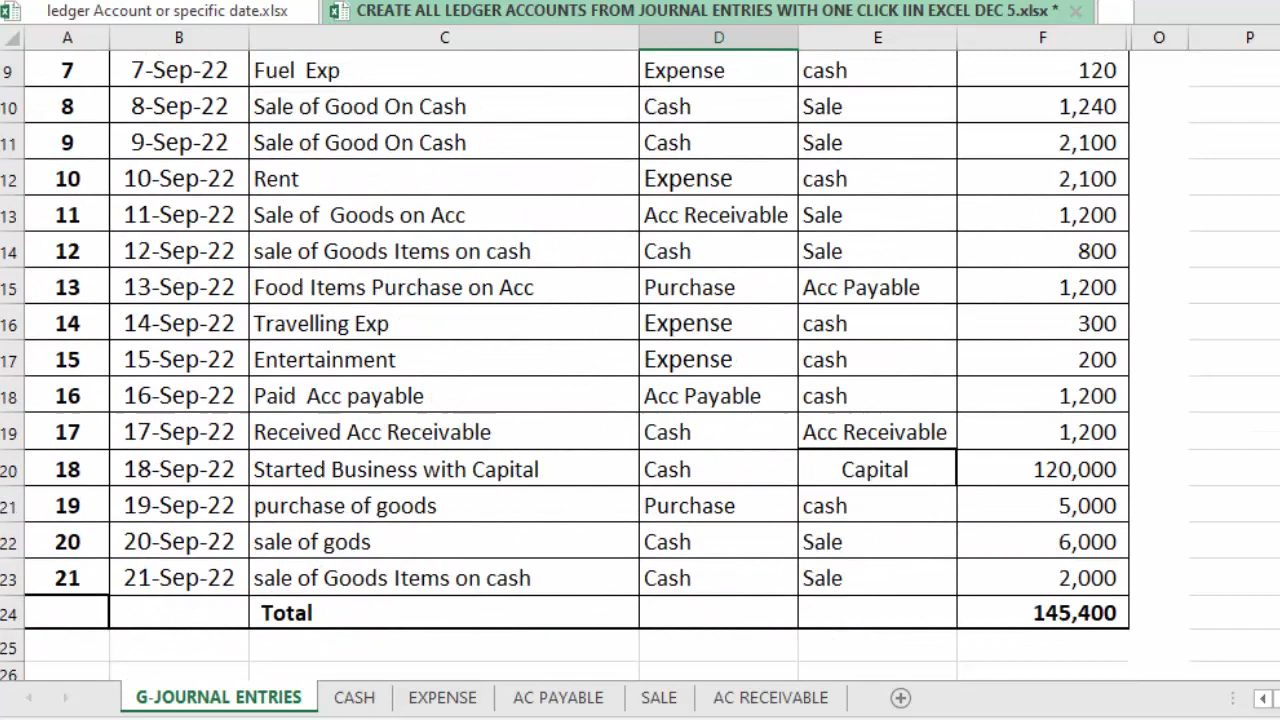 ledger Account or specific date.xlsx CREATE ALL LEDGER ACCOUNTS FROM JOURNAL ENTRIES WITH ONE CLICK IIN EXCEL DEC 5.xlsx *
A B C D E F O P
9 7 7-Sep-22 Fuel Exp Expense cash 120
10 8 8-Sep-22 Sale of Good On Cash Cash Sale 1,240
11 9 9-Sep-22 Sale of Good On Cash Cash Sale 2,100
12 10 10-Sep-22 Rent Expense cash 2,100
13 11 11-Sep-22 Sale of Goods on Acc Acc Receivable Sale 1,200
14 12 12-Sep-22 sale of Goods Items on cash Cash Sale 800
15 13 13-Sep-22 Food Items Purchase on Acc Purchase Acc Payable 1,200
16 14 14-Sep-22 Travelling Exp Expense cash 300
17 15 15-Sep-22 Entertainment Expense cash 200
18 16 16-Sep-22 Paid Acc payable Acc Payable cash 1,200
19 17 17-Sep-22 Received Acc Receivable Cash Acc Receivable 1,200
20 18 18-Sep-22 Started Business with Capital Cash Capital 120,000
21 19 19-Sep-22 purchase of goods Purchase cash 5,000
22 20 20-Sep-22 sale of gods Cash Sale 6,000
23 21 21-Sep-22 sale of Goods Items on cash Cash Sale 2,000
24 Total 145,400
25
26
G-JOURNAL ENTRIES CASH EXPENSE AC PAYABLE SALE AC RECEIVABLE